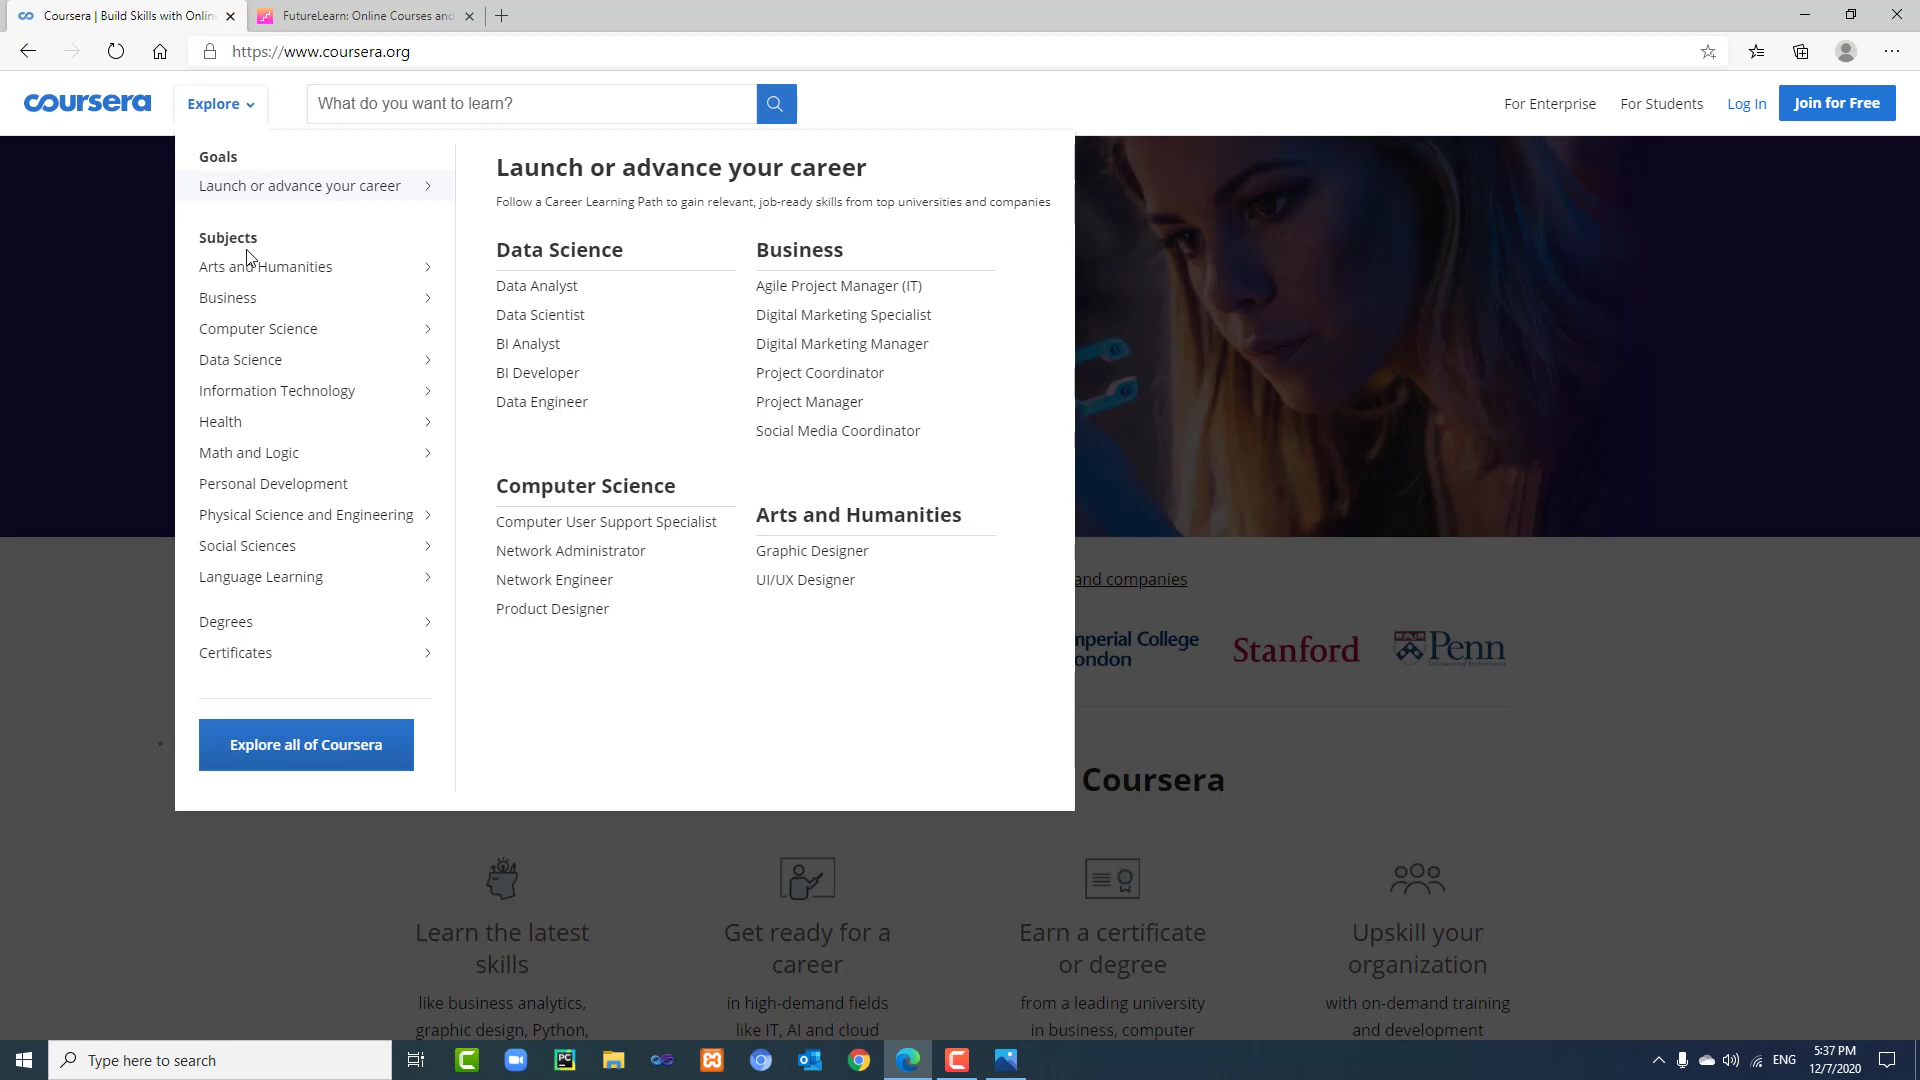 Coursera | Build Skills with Onlin
FutureLearn: Online Courses and
https://www.coursera.org
coursera
Explore
What do you want to learn?
For Enterprise
For Students
Log In
Join for Free
Goals
Launch or advance your career
Subjects
Arts and Humanities
Business
Computer Science
Data Science
Information Technology
Health
Math and Logic
Personal Development
Physical Science and Engineering
Social Sciences
Language Learning
Degrees
Certificates
Explore all of Coursera
Launch or advance your career
Follow a Career Learning Path to gain relevant, job-ready skills from top universities and companies
Data Science
Data Analyst
Data Scientist
BI Analyst
BI Developer
Data Engineer
Business
Agile Project Manager (IT)
Digital Marketing Specialist
Digital Marketing Manager
Project Coordinator
Project Manager
Social Media Coordinator
Computer Science
Computer User Support Specialist
Network Administrator
Network Engineer
Product Designer
Arts and Humanities
Graphic Designer
UI/UX Designer
and companies
mperial College
ondon
Stanford
Penn
Coursera
Learn the latest
skills
like business analytics,
graphic design, Python,
Get ready for a
career
in high-demand fields
like IT, AI and cloud
Earn a certificate
or degree
from a leading university
in business, computer
Upskill your
organization
with on-demand training
and development
Type here to search
PC
ENG
5:37 PM
12/7/2020